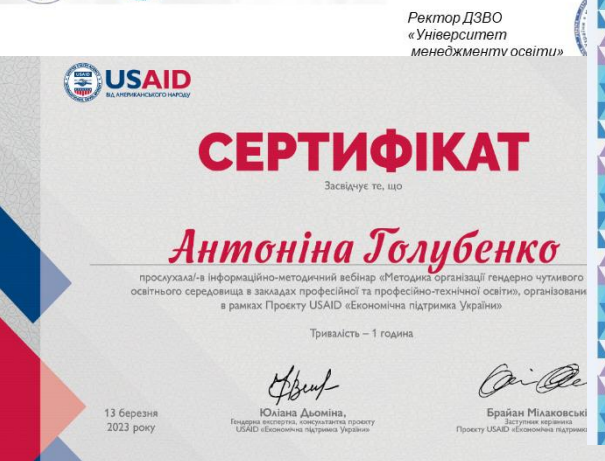 Ректор ДЗВО
«Університет
менеджменту освіти»
USAID
ВІД АМЕРИКАНСЬКОГО НАРОДУ
СЕРТИФІКАТ
Засвідчує те, що
Антоніна Голубенко
прослухала/-в інформаційно-методичний вебінар «Методика організації гендерно чутливого
освітнього середовища в закладах професійної та професійно-технічної освіти», організовани
в рамках Проєкту USAID «Економічна підтримка України»
Тривалість – 1 година
13 березня
2023 року
Юліана Дьоміна,
Гендерна експертка, консультантка проєкту
USAID «Економічна підтримка України»
Брайан Мілаковські
Заступник керівника
Проєкту USAID «Економічна підтримка